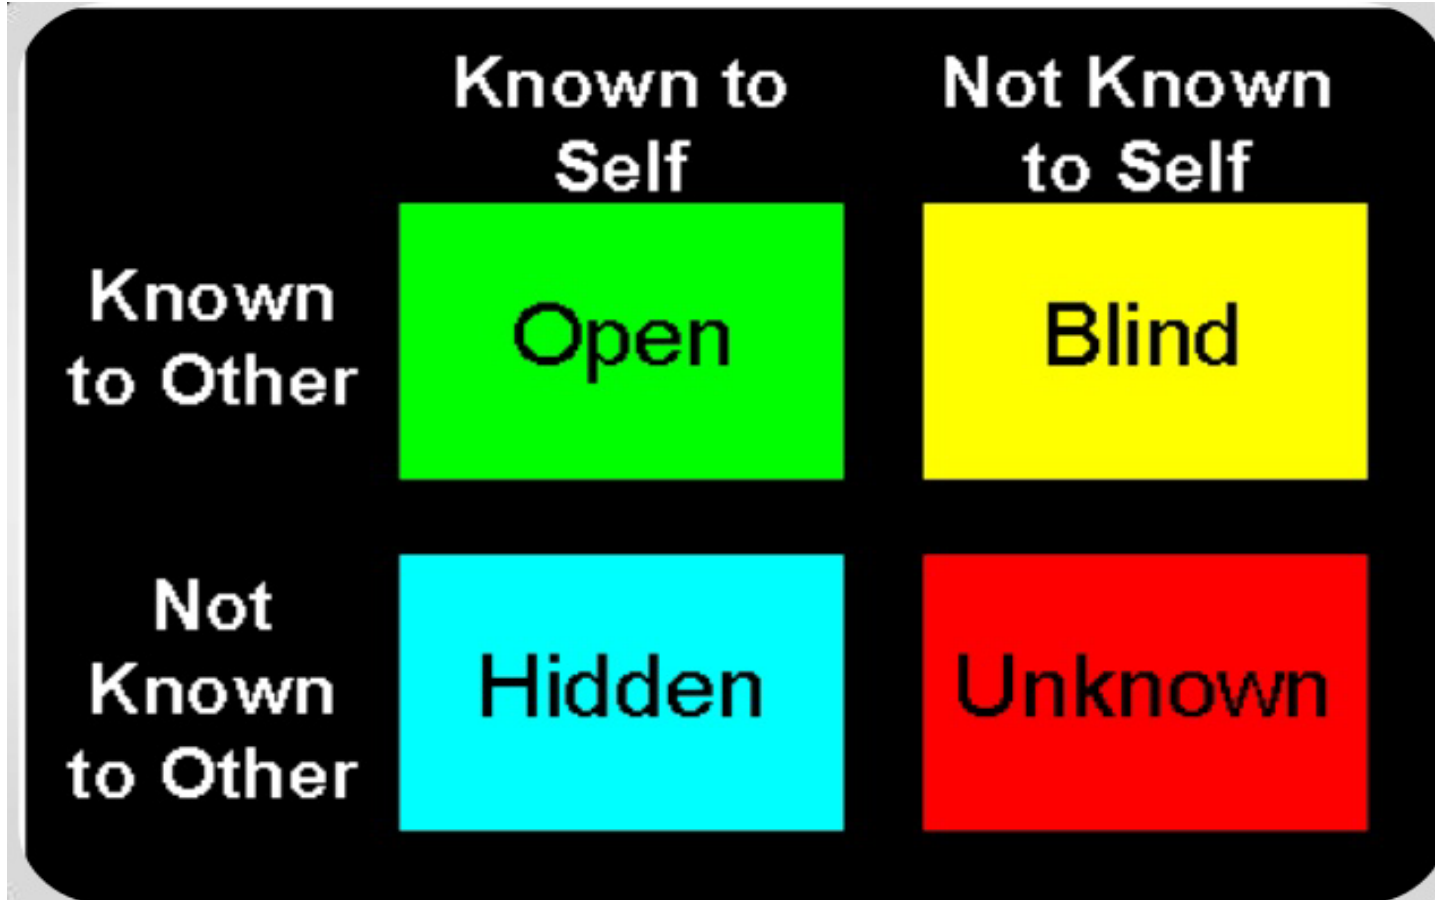 Known to
Self
Not Known
to Self
Known
to Other
Open
Blind
Not
Known
to Other
Hidden
Unknown